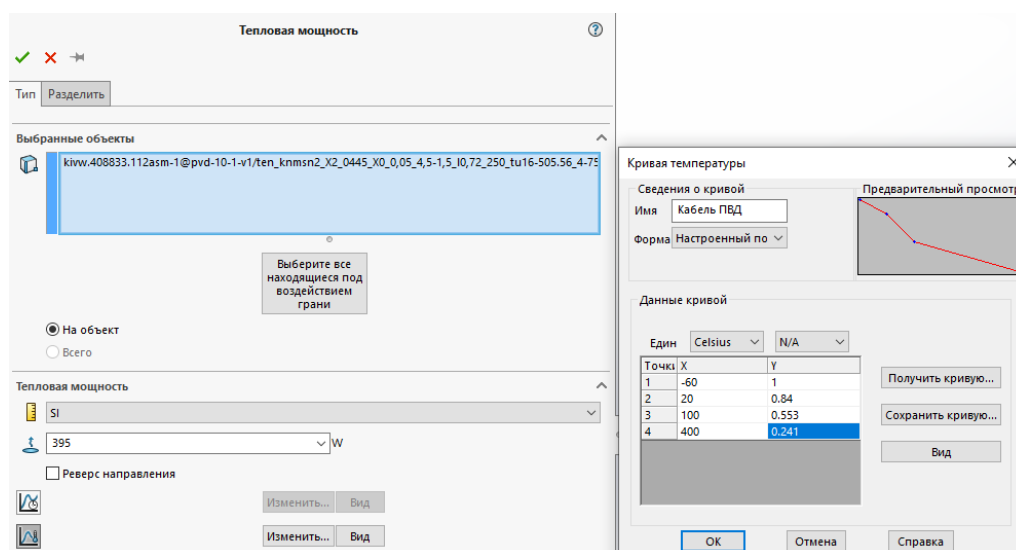 Тепловая мощность
Тип Разделить
Выбранные объекты
kivw.408833.112asm-1@pvd-10-1-v1/ten_knmsn2_X2_0445_X0_0,05_4,5-1,5_l0,72_250_tu16-505.56_4-75
Выберите все
находящиеся под
воздействием
грани
На объект
Всего
Тепловая мощность
SI
395 W
Реверс направления
Изменить... Вид
Изменить... Вид
Кривая температуры
Сведения о кривой
Имя Кабель ПВД
Форма Настроенный по
Предварительный просмотр
Данные кривой
Един Celsius N/A
Точки X Y
1 -60 1
2 20 0.84
3 100 0.553
4 400 0.241
Получить кривую...
Сохранить кривую...
Вид
OK Отмена Справка